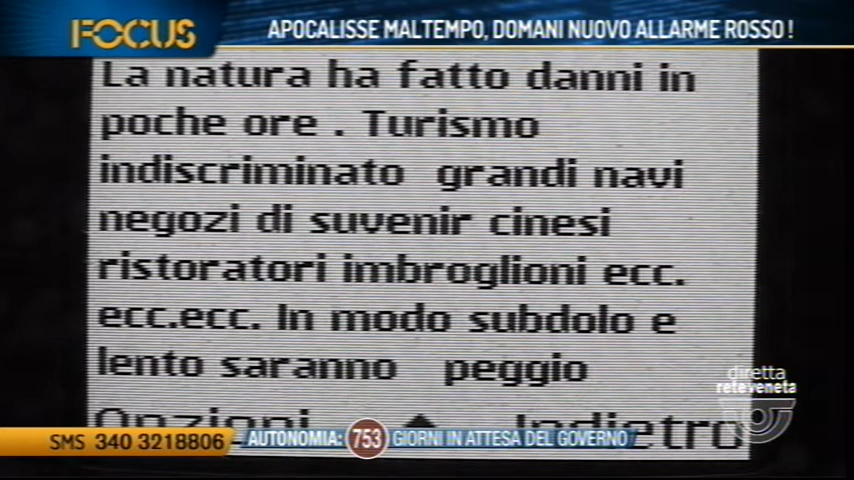 FOCUS
APOCALISSE MALTEMPO, DOMANI NUOVO ALLARME ROSSO !
La natura ha fatto danni in
poche ore . Turismo
indiscriminato grandi navi
negozi di suvenir cinesi
ristoratori imbroglioni ecc.
ecc.ecc. In modo subdolo e
lento saranno peggio
Opzioni Indietro
diretta
reteveneta
SMS 340 3218806 AUTONOMIA: 753 GIORNI IN ATTESA DEL GOVERNO